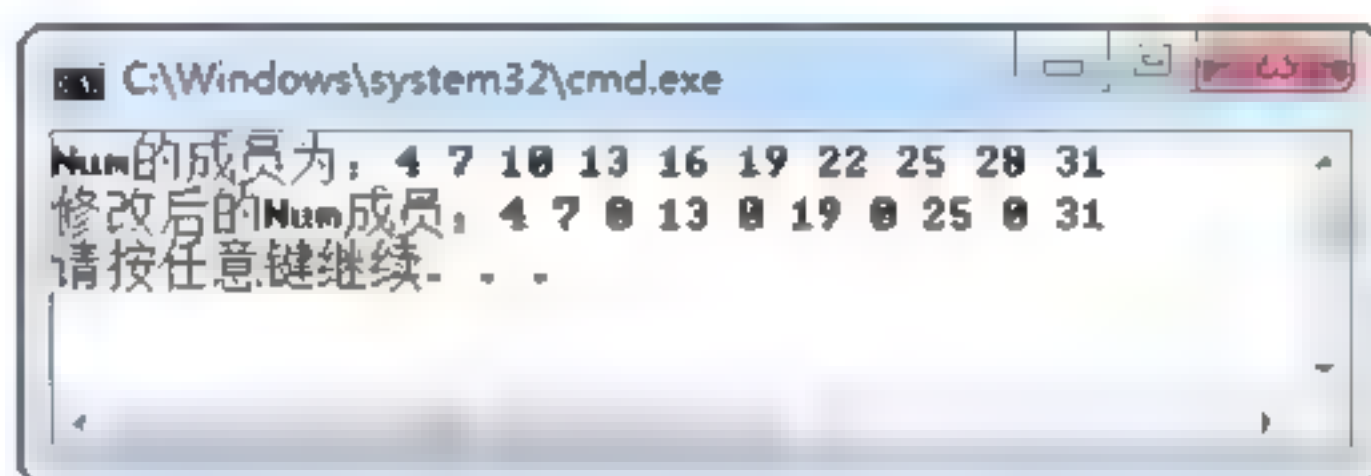 C:\Windows\system32\cmd.exe
Num的成员为：4 7 10 13 16 19 22 25 28 31
修改后的Num成员：4 7 0 13 0 19 0 25 0 31
请按任意键继续. . .